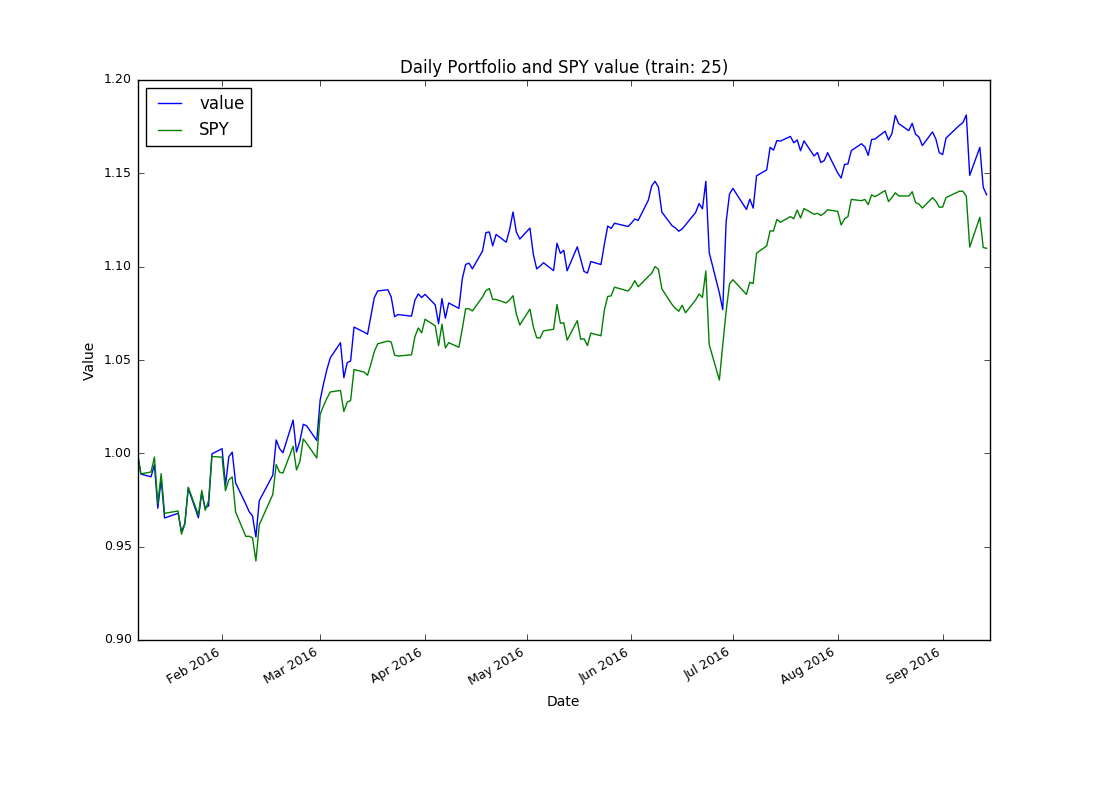 Daily Portfolio and SPY value (train: 25)
value
SPY
1.20
1.15
1.10
1.05
1.00
0.95
0.90
Value
Feb 2016
Mar 2016
Apr 2016
May 2016
Jun 2016
Jul 2016
Aug 2016
Sep 2016
Date